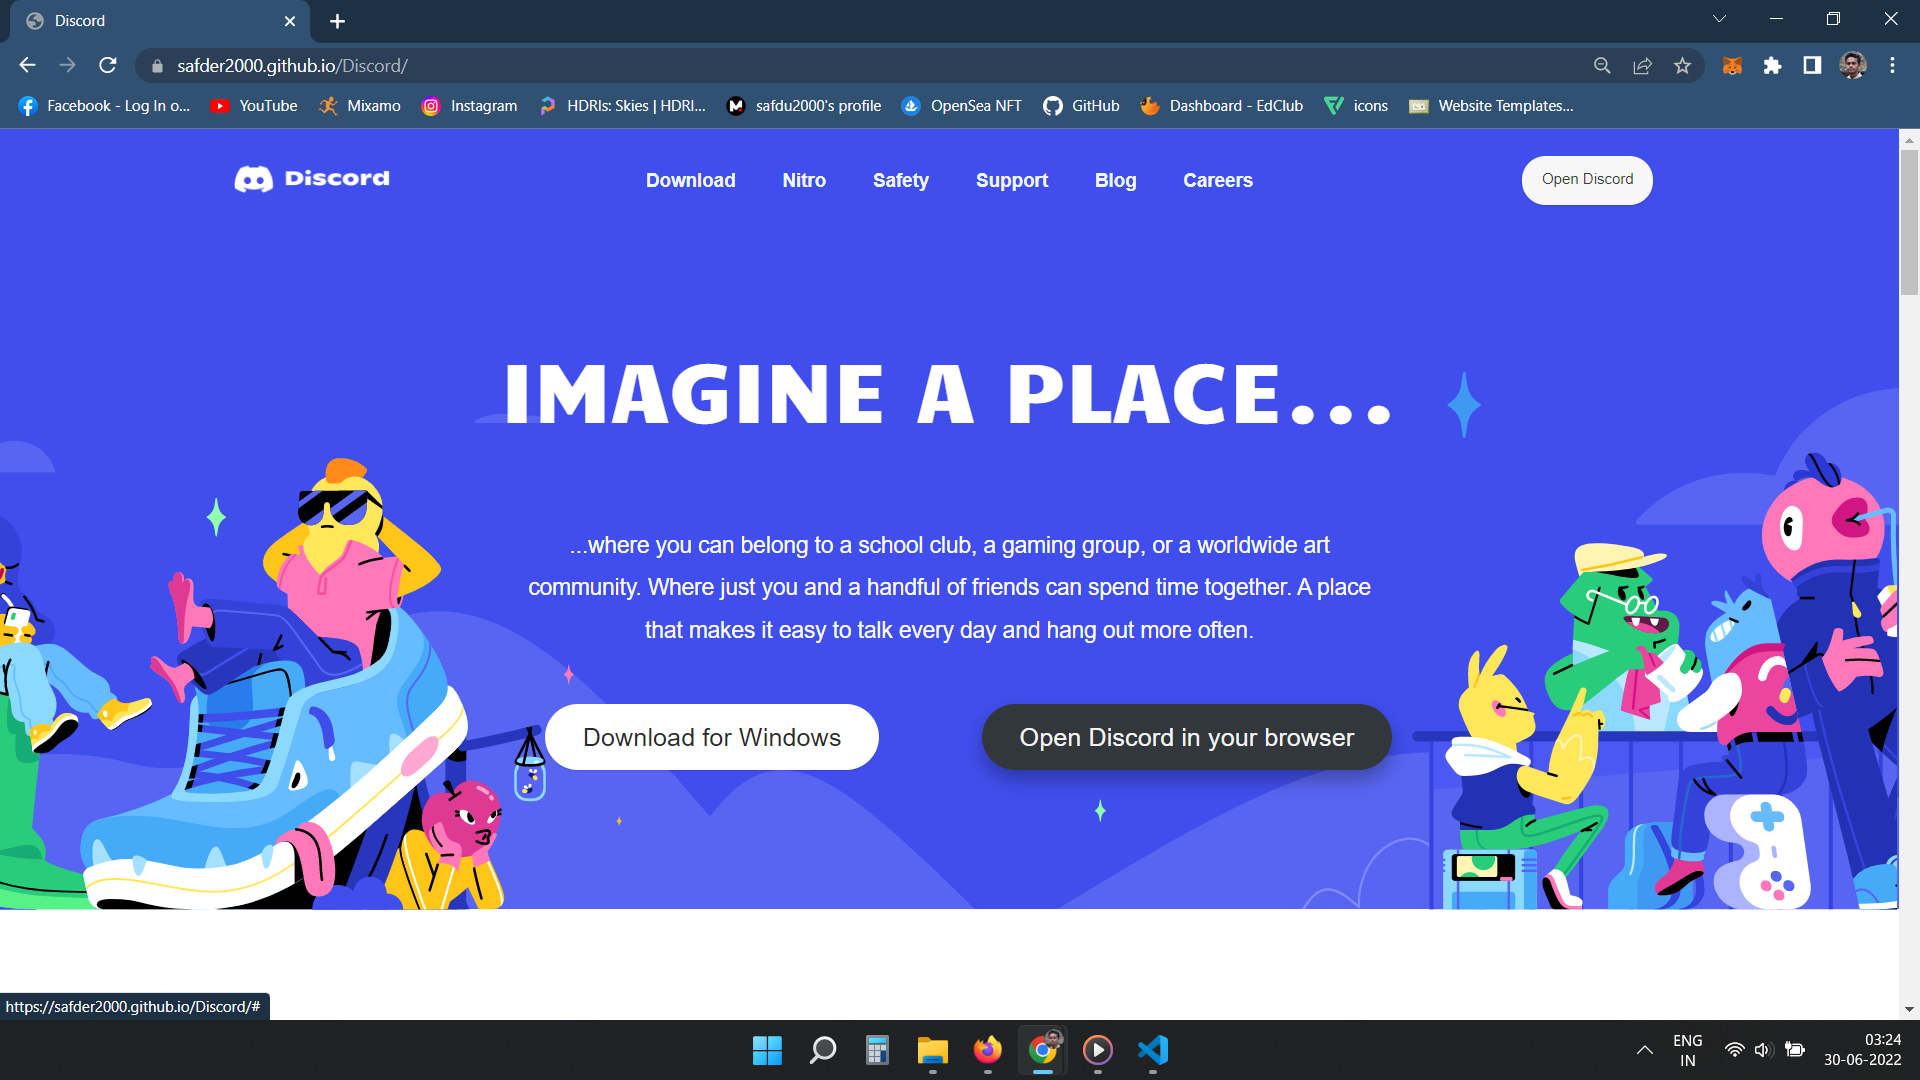 Discord
safder2000.github.io/Discord/
Facebook - Log In o...
YouTube
Mixamo
Instagram
HDRIs: Skies | HDRI...
safdu2000's profile
OpenSea NFT
GitHub
Dashboard - EdClub
icons
Website Templates...
Discord
Download
Nitro
Safety
Support
Blog
Careers
Open Discord
IMAGINE A PLACE...
...where you can belong to a school club, a gaming group, or a worldwide art
community. Where just you and a handful of friends can spend time together. A place
that makes it easy to talk every day and hang out more often.
Download for Windows
Open Discord in your browser
https://safder2000.github.io/Discord/#
ENG
IN
03:24
30-06-2022